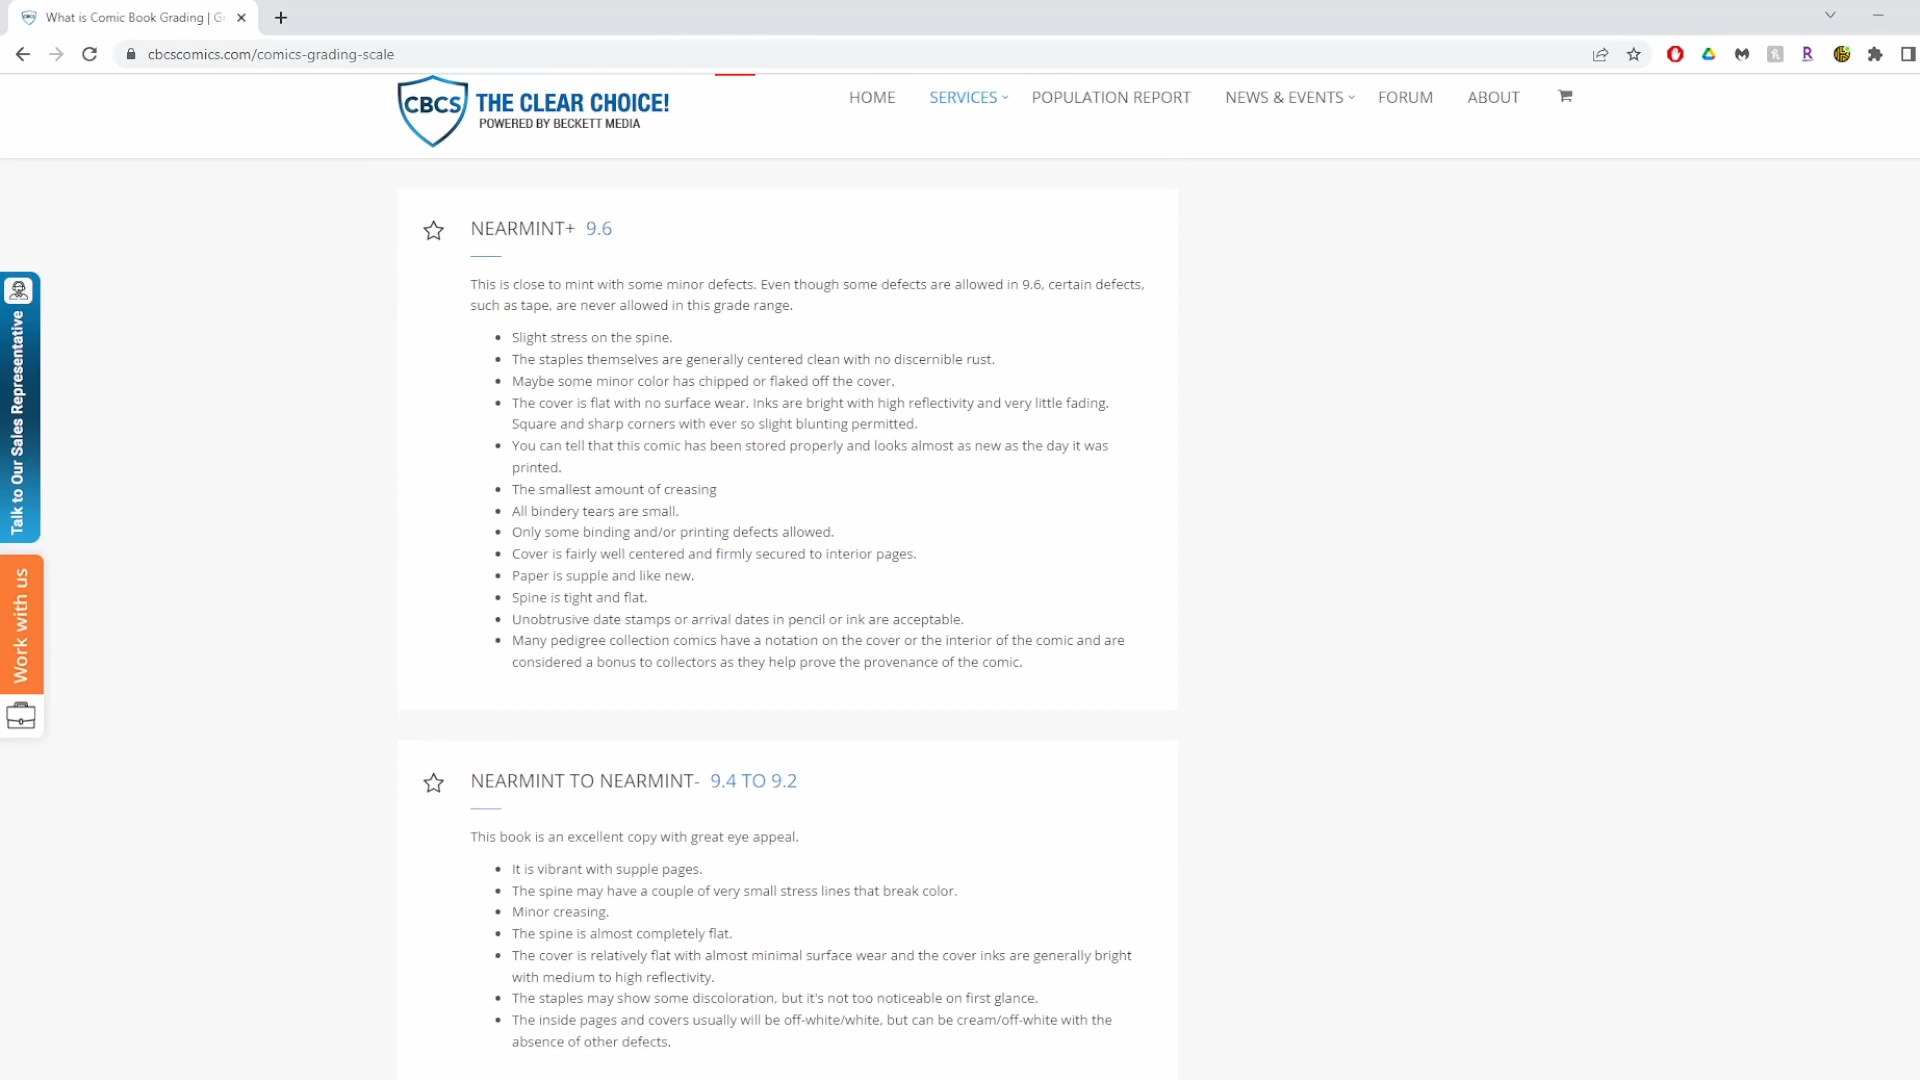 What is Comic Book Grading | Gr
cbcscomics.com/comics-grading-scale
CBCS THE CLEAR CHOICE!
POWERED BY BECKETT MEDIA
HOME SERVICES POPULATION REPORT NEWS & EVENTS FORUM ABOUT
NEARMINT+ 9.6
This is close to mint with some minor defects. Even though some defects are allowed in 9.6, certain defects,
such as tape, are never allowed in this grade range.
Slight stress on the spine.
The staples themselves are generally centered clean with no discernible rust.
Maybe some minor color has chipped or flaked off the cover.
The cover is flat with no surface wear. Inks are bright with high reflectivity and very little fading.
Square and sharp corners with ever so slight blunting permitted.
You can tell that this comic has been stored properly and looks almost as new as the day it was
printed.
The smallest amount of creasing
All bindery tears are small.
Only some binding and/or printing defects allowed.
Cover is fairly well centered and firmly secured to interior pages.
Paper is supple and like new.
Spine is tight and flat.
Unobtrusive date stamps or arrival dates in pencil or ink are acceptable.
Many pedigree collection comics have a notation on the cover or the interior of the comic and are
considered a bonus to collectors as they help prove the provenance of the comic.
NEARMINT TO NEARMINT- 9.4 TO 9.2
This book is an excellent copy with great eye appeal.
It is vibrant with supple pages.
The spine may have a couple of very small stress lines that break color.
Minor creasing.
The spine is almost completely flat.
The cover is relatively flat with almost minimal surface wear and the cover inks are generally bright
with medium to high reflectivity.
The staples may show some discoloration, but it's not too noticeable on first glance.
The inside pages and covers usually will be off-white/white, but can be cream/off-white with the
absence of other defects.
Talk to Our Sales Representative
Work with us